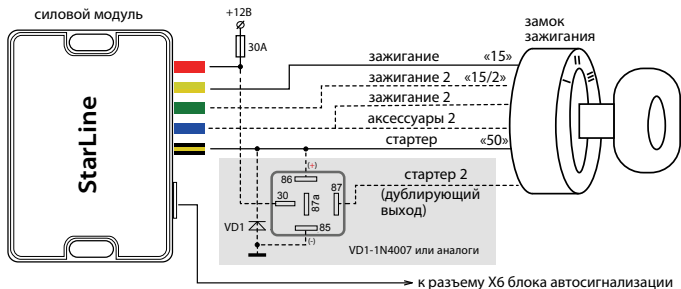 силовой модуль
+12В
30А
замок
зажигания
зажигание «15»
зажигание 2 «15/2»
зажигание 2
аксессуары 2
стартер «50»
StarLine
(+)
86
30
87а
87
85
(-)
VD1
стартер 2
(дублирующий
выход)
VD1-1N4007 или аналоги
к разъему Х6 блока автосигнализации